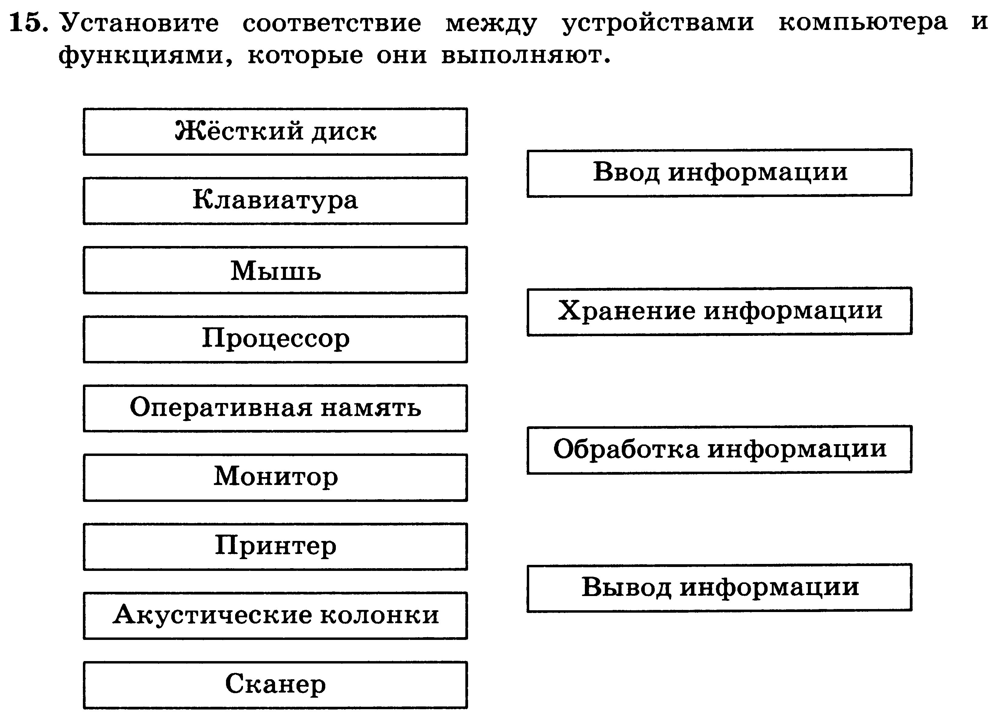 15. Установите соответствие между устройствами компьютера и
функциями, которые они выполняют.
Жёсткий диск
Клавиатура
Мышь
Процессор
Оперативная намять
Монитор
Принтер
Акустические колонки
Сканер
Ввод информации
Хранение информации
Обработка информации
Вывод информации